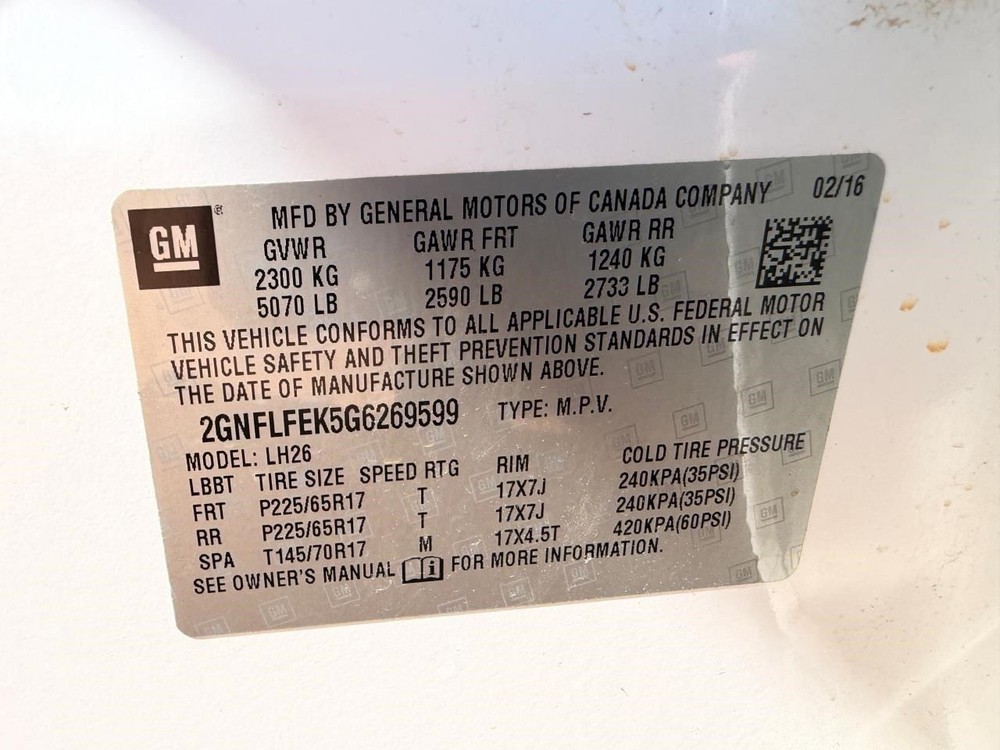 GM ®
MFD BY GENERAL MOTORS OF CANADA COMPANY 02/16
GVWR GAWR FRT GAWR RR
2300 KG 1175 KG 1240 KG
5070 LB 2590 LB 2733 LB
THIS VEHICLE CONFORMS TO ALL APPLICABLE U.S. FEDERAL MOTOR
VEHICLE SAFETY AND THEFT PREVENTION STANDARDS IN EFFECT ON
THE DATE OF MANUFACTURE SHOWN ABOVE.
2GNFLFEK5G6269599 TYPE: M.P.V.
MODEL: LH26
LBBT TIRE SIZE SPEED RTG RIM COLD TIRE PRESSURE
FRT P225/65R17 T 17X7J 240KPA(35PSI)
RR P225/65R17 T 17X7J 240KPA(35PSI)
SPA T145/70R17 M 17X4.5T 420KPA(60PSI)
SEE OWNER'S MANUAL FOR MORE INFORMATION.